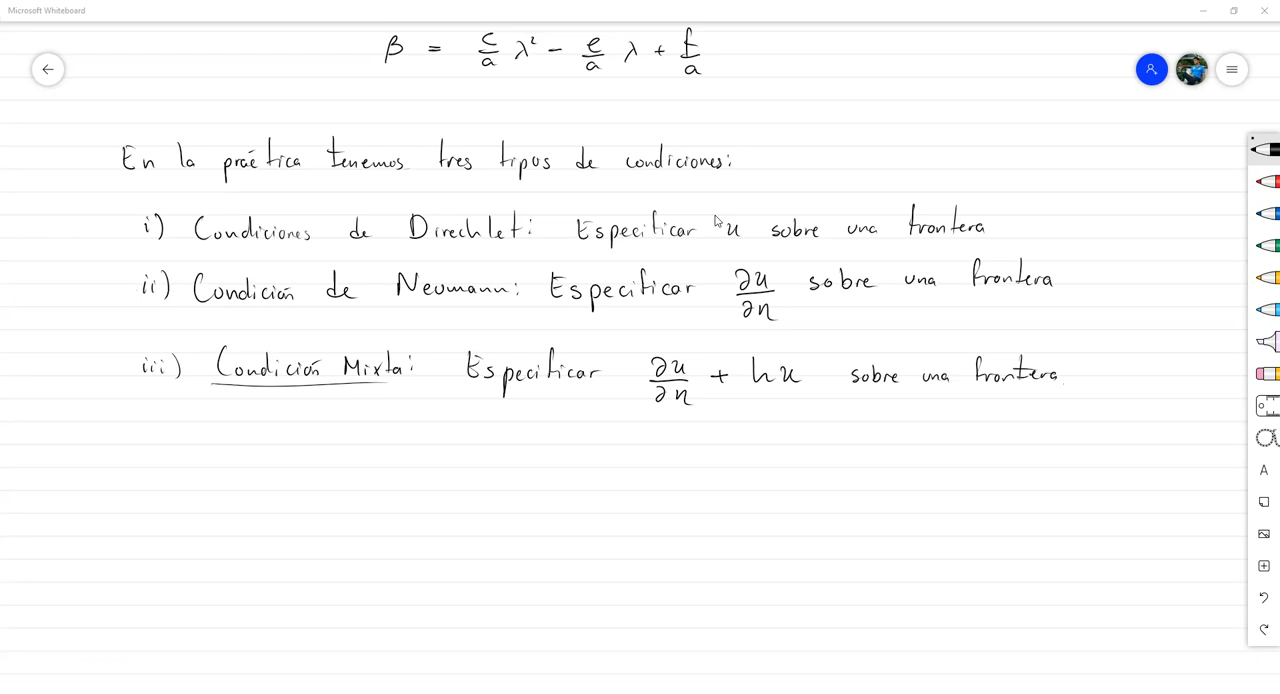 Microsoft Whiteboard
β = c/a λ² - e/a λ + f/a
En la práctica tenemos tres tipos de condiciones:
i) Condiciones de Direchlet: Especificar u sobre una frontera
ii) Condición de Neumann: Especificar ∂u/∂n sobre una frontera
iii) Condición Mixta: Especificar ∂u/∂n + hu sobre una frontera.
A